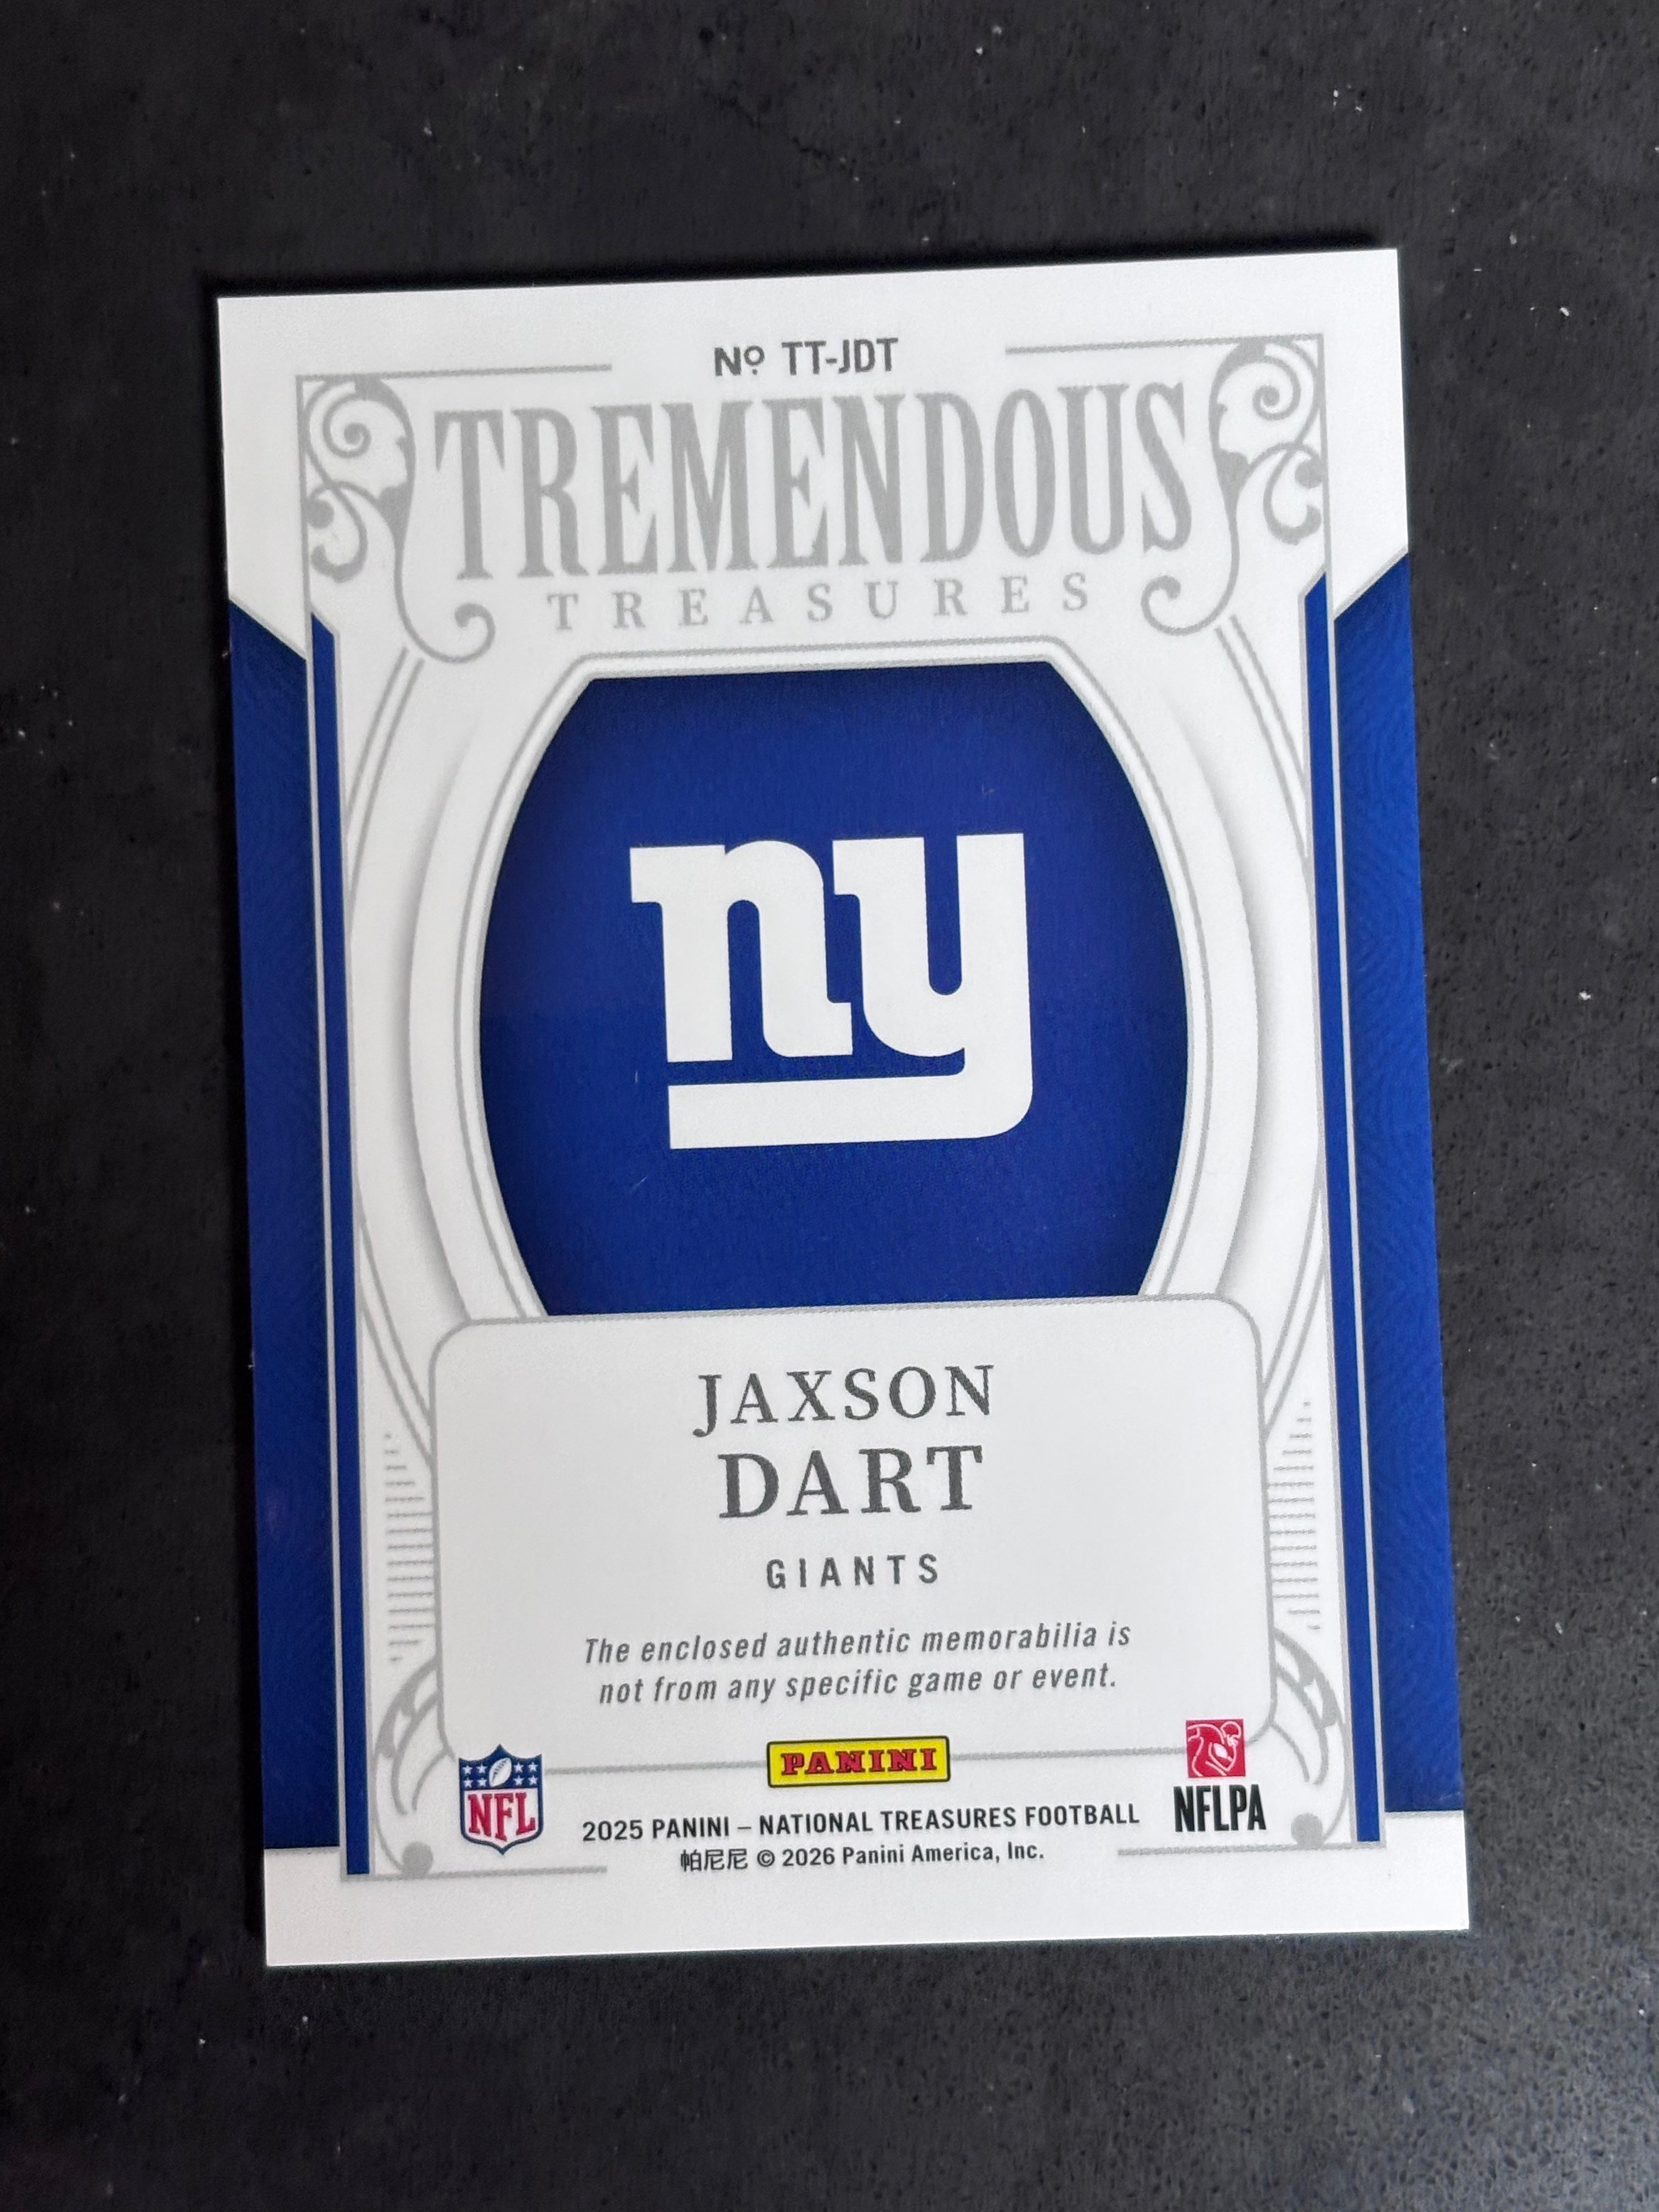 Nº TT-JDT
TREMENDOUS
TREASURES
ny
JAXSON
DART
GIANTS
The enclosed authentic memorabilia is
not from any specific game or event.
PANINI
NFL
NFLPA
2025 PANINI – NATIONAL TREASURES FOOTBALL
帕尼尼 © 2026 Panini America, Inc.